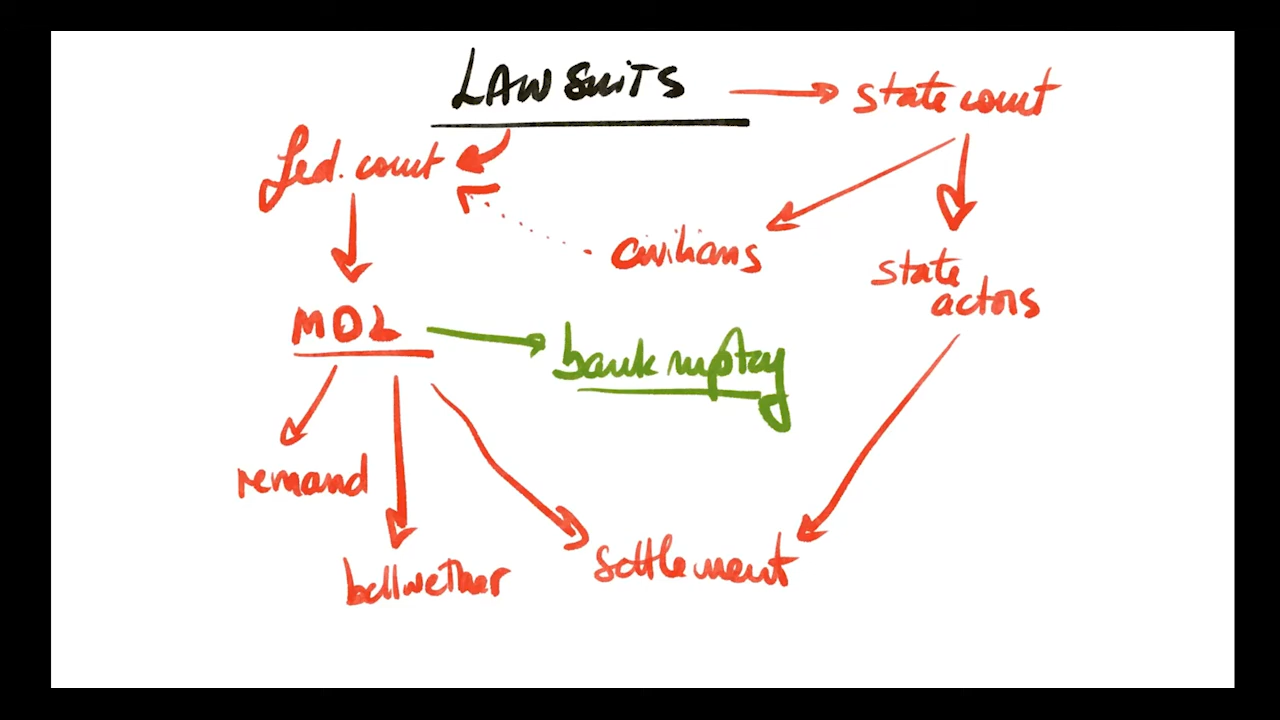 LAWSUITS
state court
fed. court
civilians
state
actors
MDL
bankruptcy
remand
bellwether
settlement